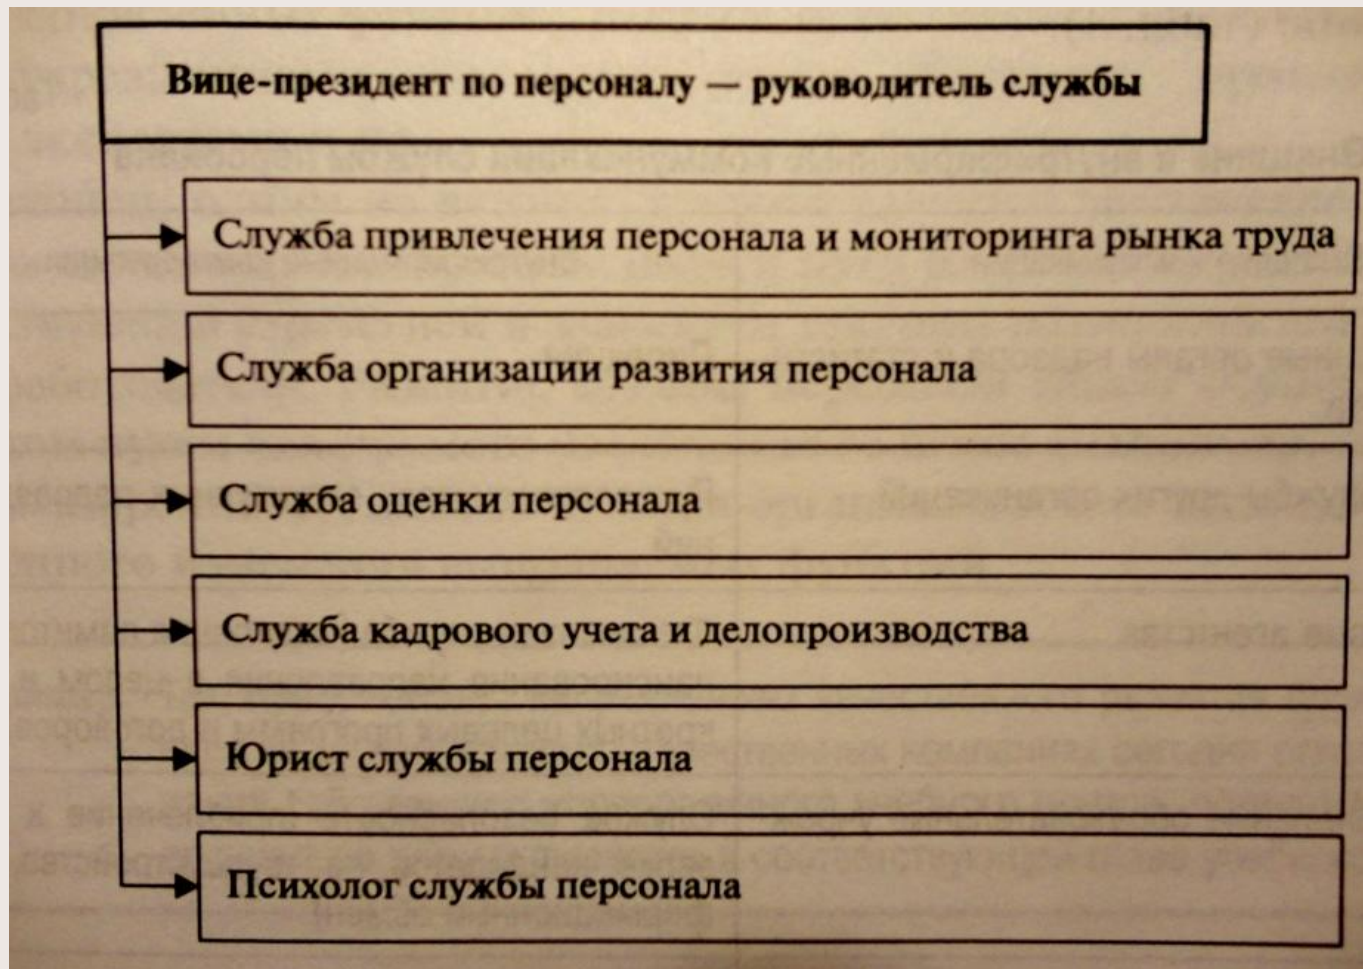 Вице-президент по персоналу — руководитель службы
Служба привлечения персонала и мониторинга рынка труда
Служба организации развития персонала
Служба оценки персонала
Служба кадрового учета и делопроизводства
Юрист службы персонала
Психолог службы персонала